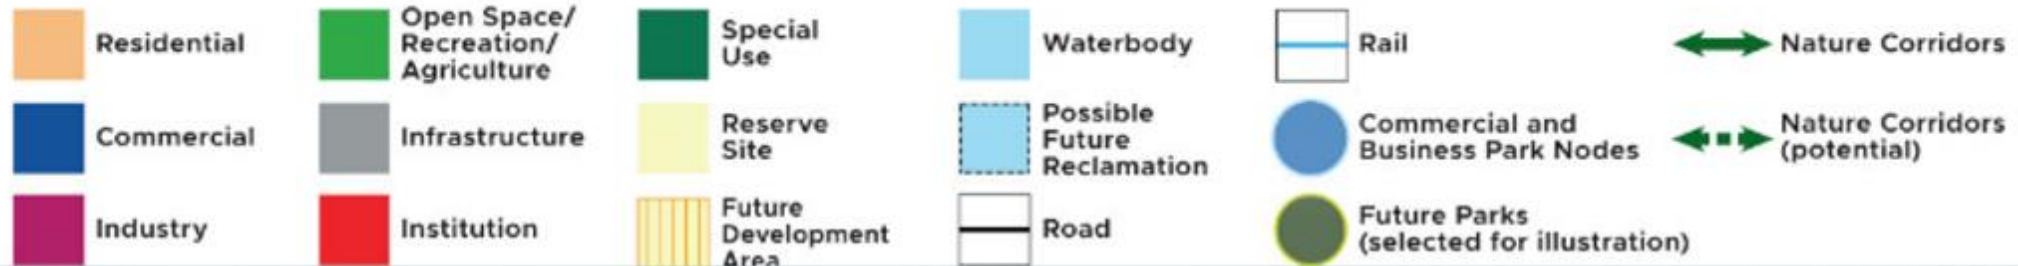 Residential
Open Space/
Recreation/
Agriculture
Special
Use
Waterbody
Rail
Nature Corridors
Commercial
Infrastructure
Reserve
Site
Possible
Future
Reclamation
Commercial and
Business Park Nodes
Nature Corridors
(potential)
Industry
Institution
Future
Development
Area
Road
Future Parks
(selected for illustration)